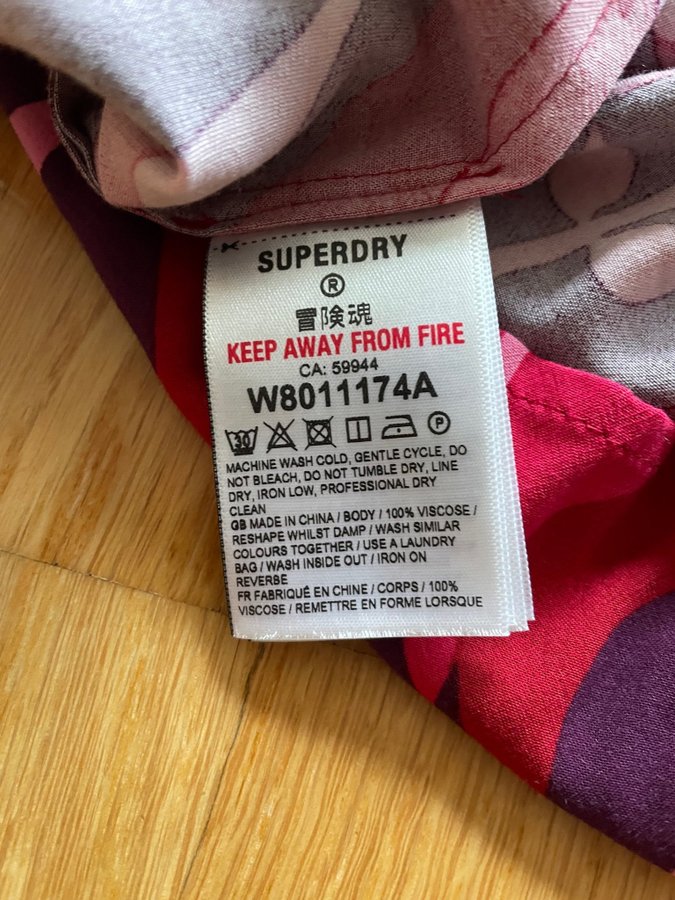 SUPERDRY
®
冒険魂
KEEP AWAY FROM FIRE
CA: 59944
W8011174A
30 P
MACHINE WASH COLD, GENTLE CYCLE, DO
NOT BLEACH, DO NOT TUMBLE DRY, LINE
DRY, IRON LOW, PROFESSIONAL DRY
CLEAN
GB MADE IN CHINA / BODY / 100% VISCOSE /
RESHAPE WHILST DAMP / WASH SIMILAR
COLOURS TOGETHER / USE A LAUNDRY
BAG / WASH INSIDE OUT / IRON ON
REVERSE
FR FABRIQUÉ EN CHINE / CORPS / 100%
VISCOSE / REMETTRE EN FORME LORSQUE